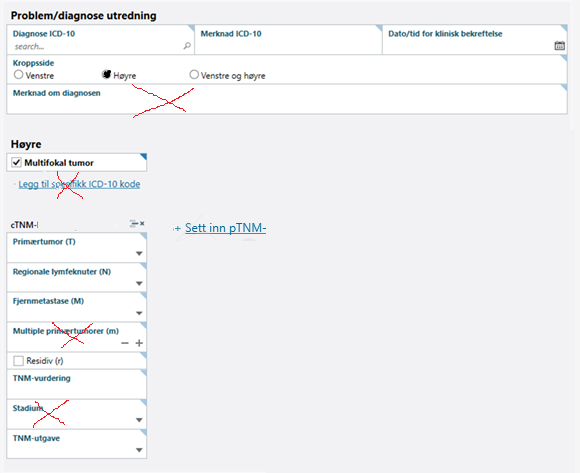 Problem/diagnose utredning
Diagnose ICD-10 Merknad ICD-10 Dato/tid for klinisk bekreftelse
search...
Kroppsside
Venstre Høyre Venstre og høyre
Merknad om diagnosen
Høyre
Multifokal tumor
Legg til spesifikk ICD-10 kode
cTNM-
+ Sett inn pTNM-
Primærtumor (T)
Regionale lymfeknuter (N)
Fjernmetastase (M)
Multiple primærtumorer (m)
Residiv (r)
TNM-vurdering
Stadium
TNM-utgave